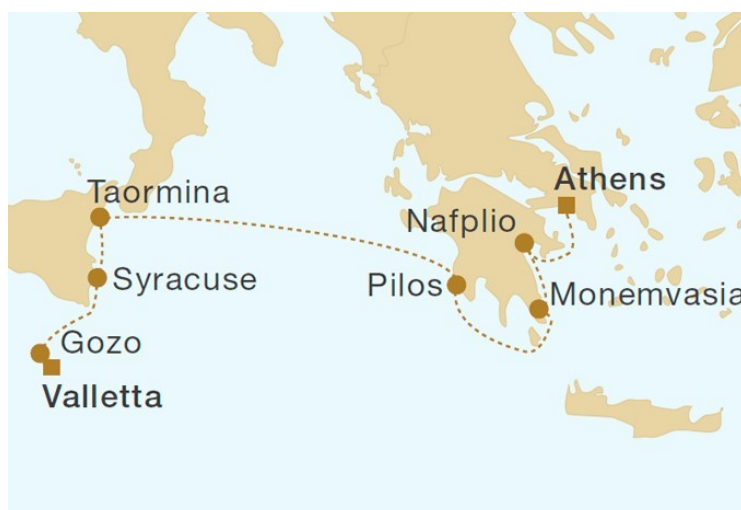 Athens
Taormina
Nafplio
Syracuse
Pilos
Monemvasia
Gozo
Valletta